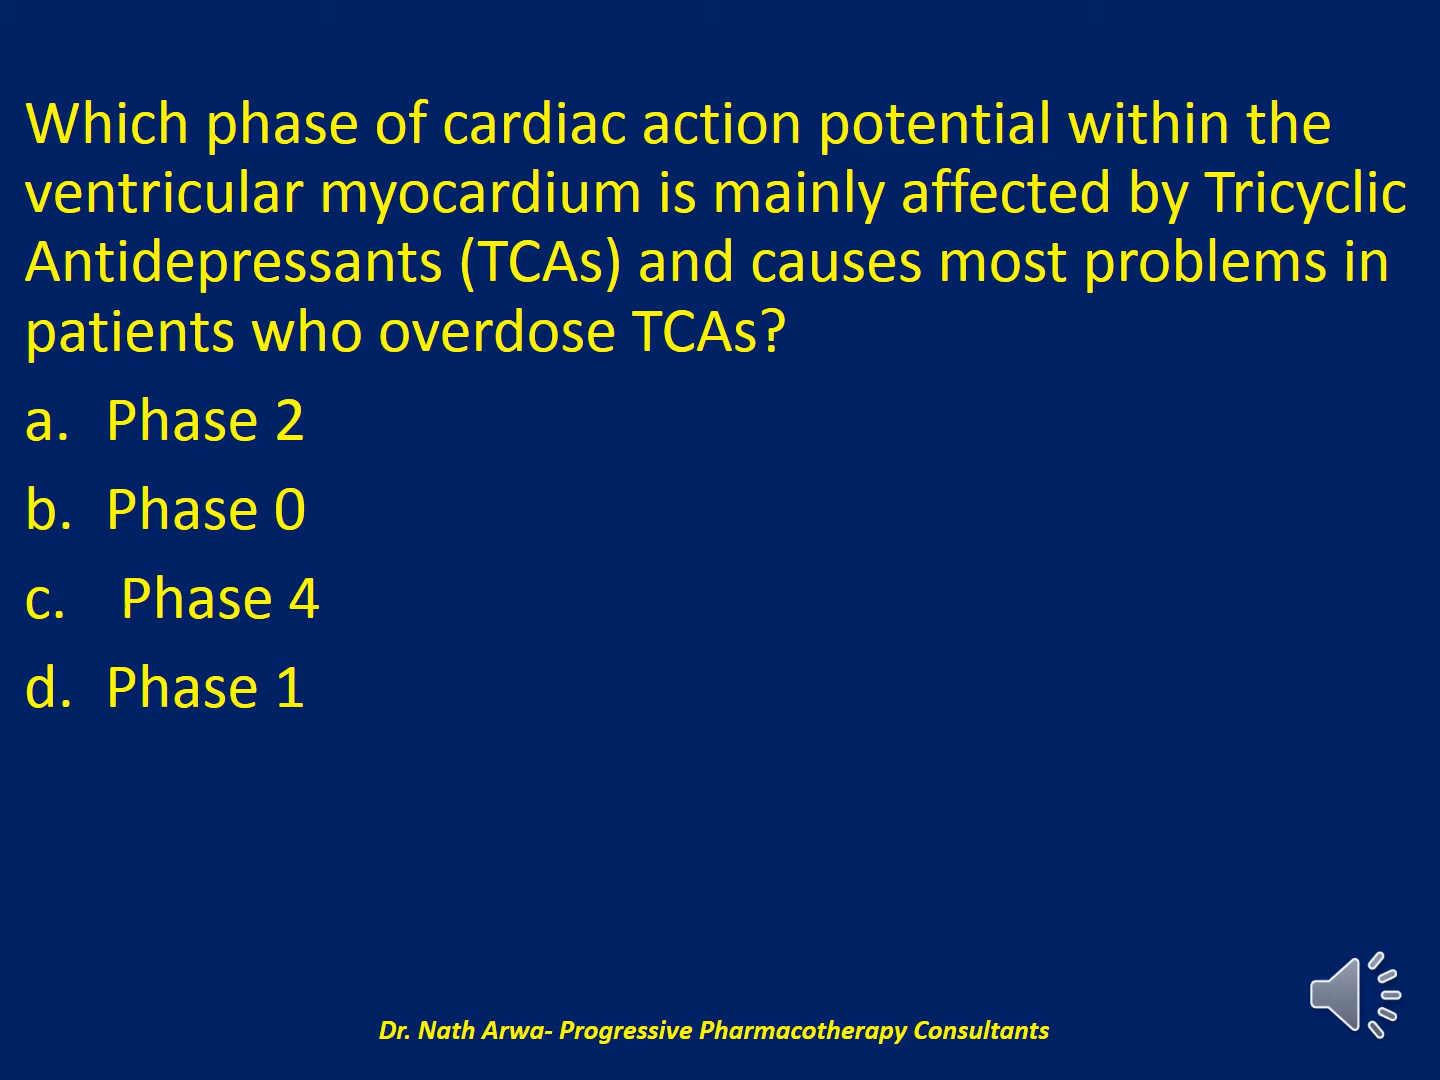 Which phase of cardiac action potential within the
ventricular myocardium is mainly affected by Tricyclic
Antidepressants (TCAs) and causes most problems in
patients who overdose TCAs?
a. Phase 2
b. Phase 0
c. Phase 4
d. Phase 1
Dr. Nath Arwa- Progressive Pharmacotherapy Consultants